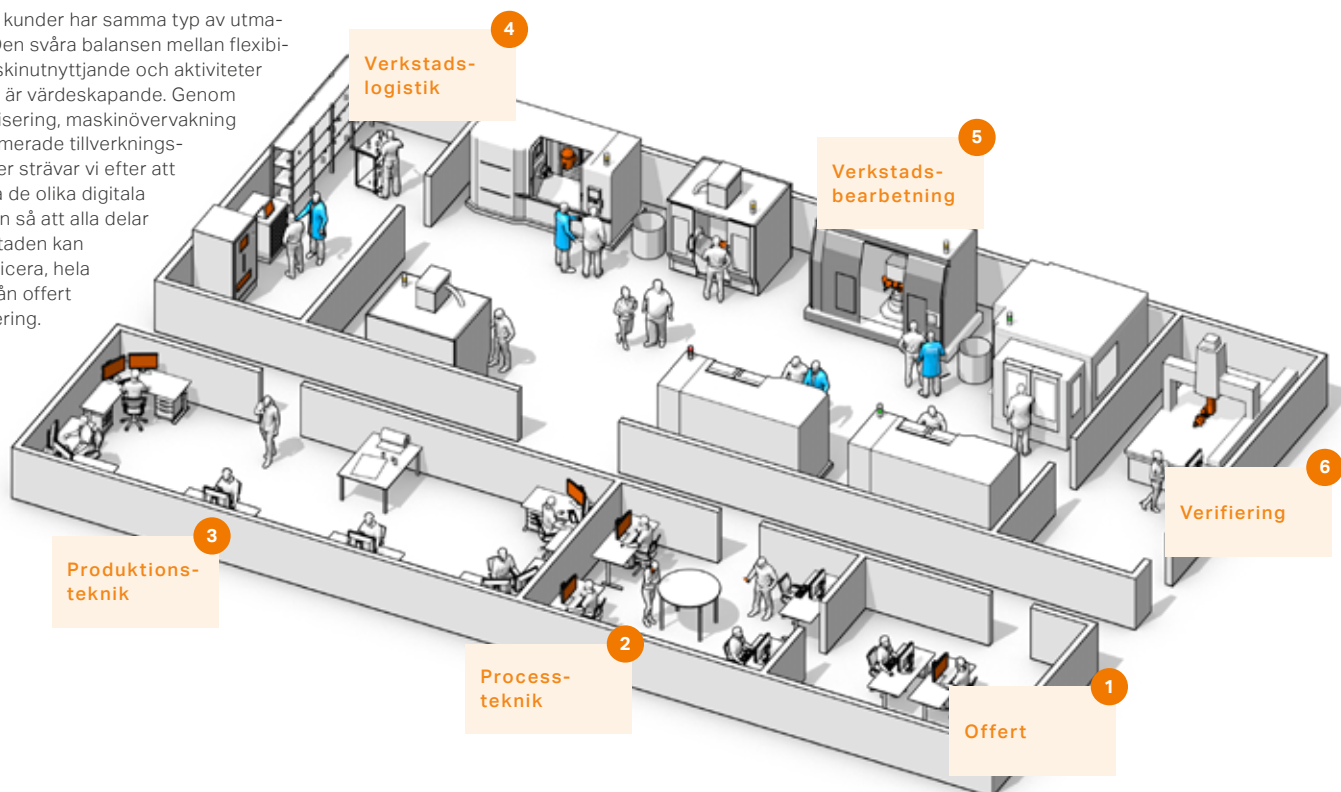 kunder har samma typ av utma-
Den svåra balansen mellan flexibi-
skinutnyttjande och aktiviteter
är värdeskapande. Genom
isering, maskinövervakning
merade tillverknings-
er strävar vi efter att
de olika digitala
n så att alla delar
taden kan
icera, hela
ån offert
ering.
4
Verkstads-
logistik
5
Verkstads-
bearbetning
6
Verifiering
3
Produktions-
teknik
2
Process-
teknik
1
Offert